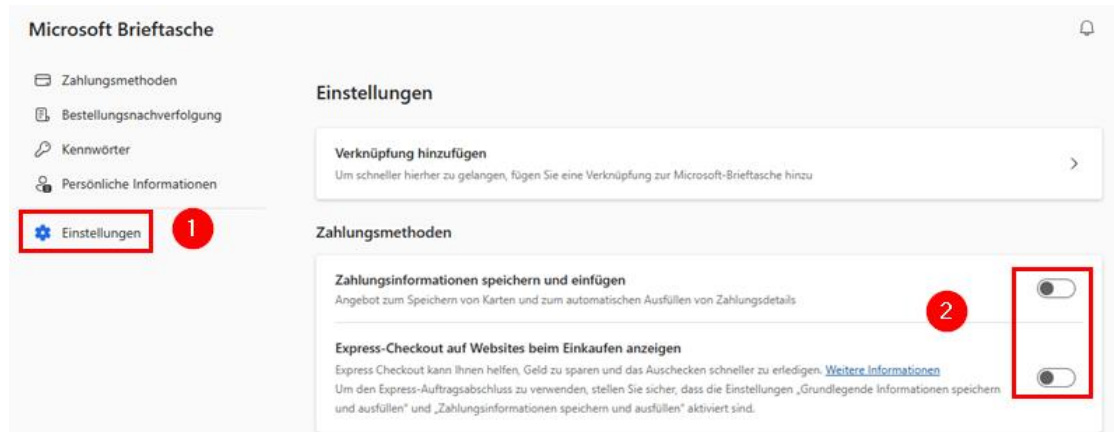 Microsoft Brieftasche
Zahlungsmethoden
Bestellungsnachverfolgung
Kennwörter
Persönliche Informationen
Einstellungen
1
Einstellungen
Verknüpfung hinzufügen
Um schneller hierher zu gelangen, fügen Sie eine Verknüpfung zur Microsoft-Brieftasche hinzu
Zahlungsmethoden
Zahlungsinformationen speichern und einfügen
Angebot zum Speichern von Karten und zum automatischen Ausfüllen von Zahlungsdetails
2
Express-Checkout auf Websites beim Einkaufen anzeigen
Express Checkout kann Ihnen helfen, Geld zu sparen und das Auschecken schneller zu erledigen. Weitere Informationen
Um den Express-Auftragsabschluss zu verwenden, stellen Sie sicher, dass die Einstellungen „Grundlegende Informationen speichern
und ausfüllen" und „Zahlungsinformationen speichern und ausfüllen" aktiviert sind.